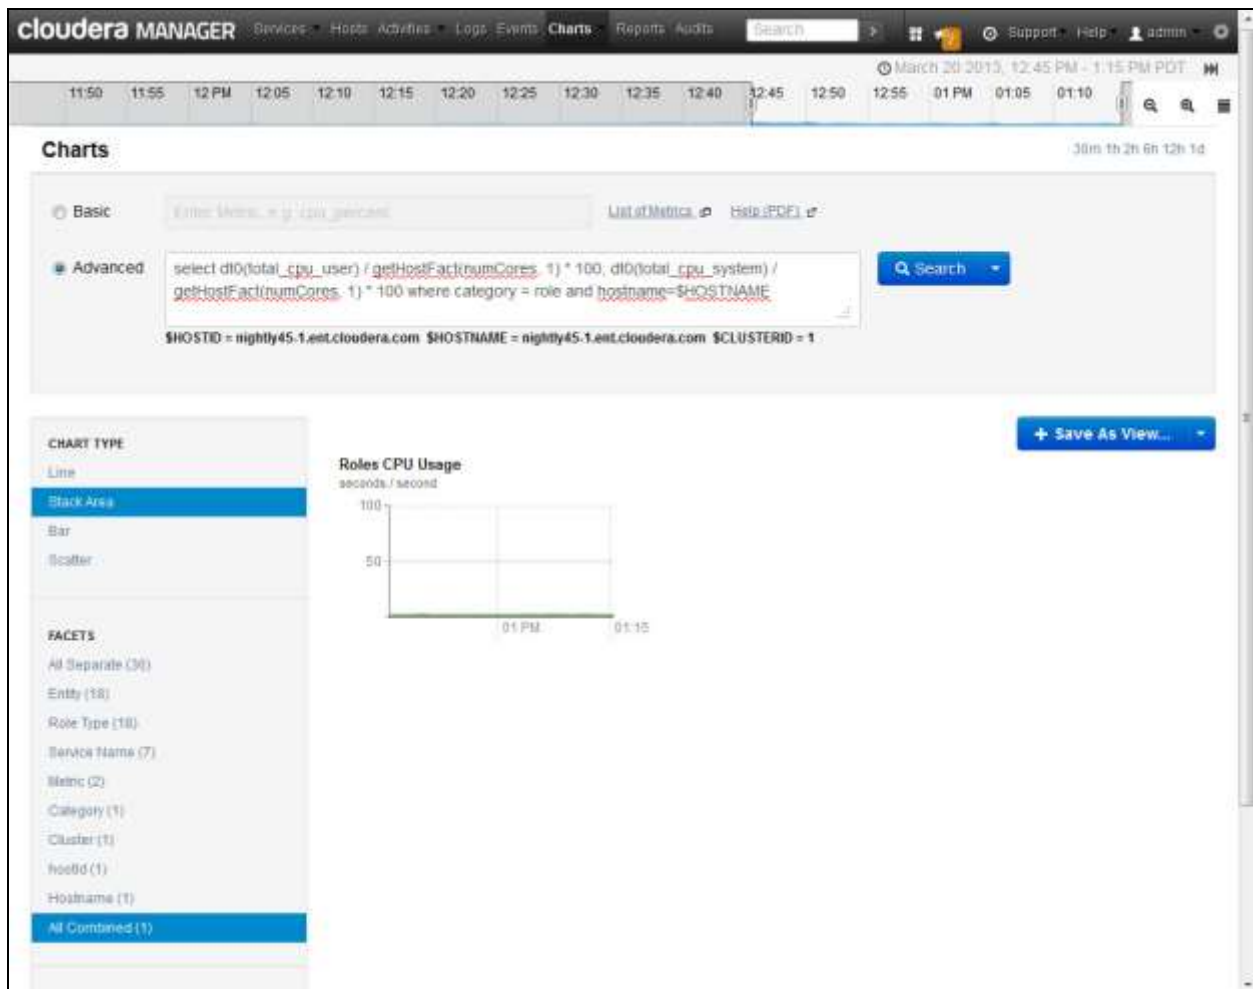 cloudera MANAGER Services Hosts Activities Logs Events Charts Reports Audits Search Support Help admin
March 20 2013, 12:45 PM - 1:15 PM PDT
11:50 11:55 12 PM 12:05 12:10 12:15 12:20 12:25 12:30 12:35 12:40 12:45 12:50 12:55 01 PM 01:05 01:10
Charts 30m 1h 2h 6h 12h 1d
Basic Enter Metric, e.g. cpu_percent List of Metrics Help (PDF)
Advanced select dt0(total_cpu_user) / getHostFact(numCores, 1) * 100, dt0(total_cpu_system) / Search
getHostFact(numCores, 1) * 100 where category = role and hostname=$HOSTNAME
$HOSTID = nightly45-1.ent.cloudera.com $HOSTNAME = nightly45-1.ent.cloudera.com $CLUSTERID = 1
+ Save As View...
CHART TYPE
Line
Stack Area
Bar
Scatter
Roles CPU Usage
seconds / second
100
50
01 PM 01:15
FACETS
All Separate (36)
Entity (18)
Role Type (18)
Service Name (7)
Metric (2)
Category (1)
Cluster (1)
hostId (1)
Hostname (1)
All Combined (1)